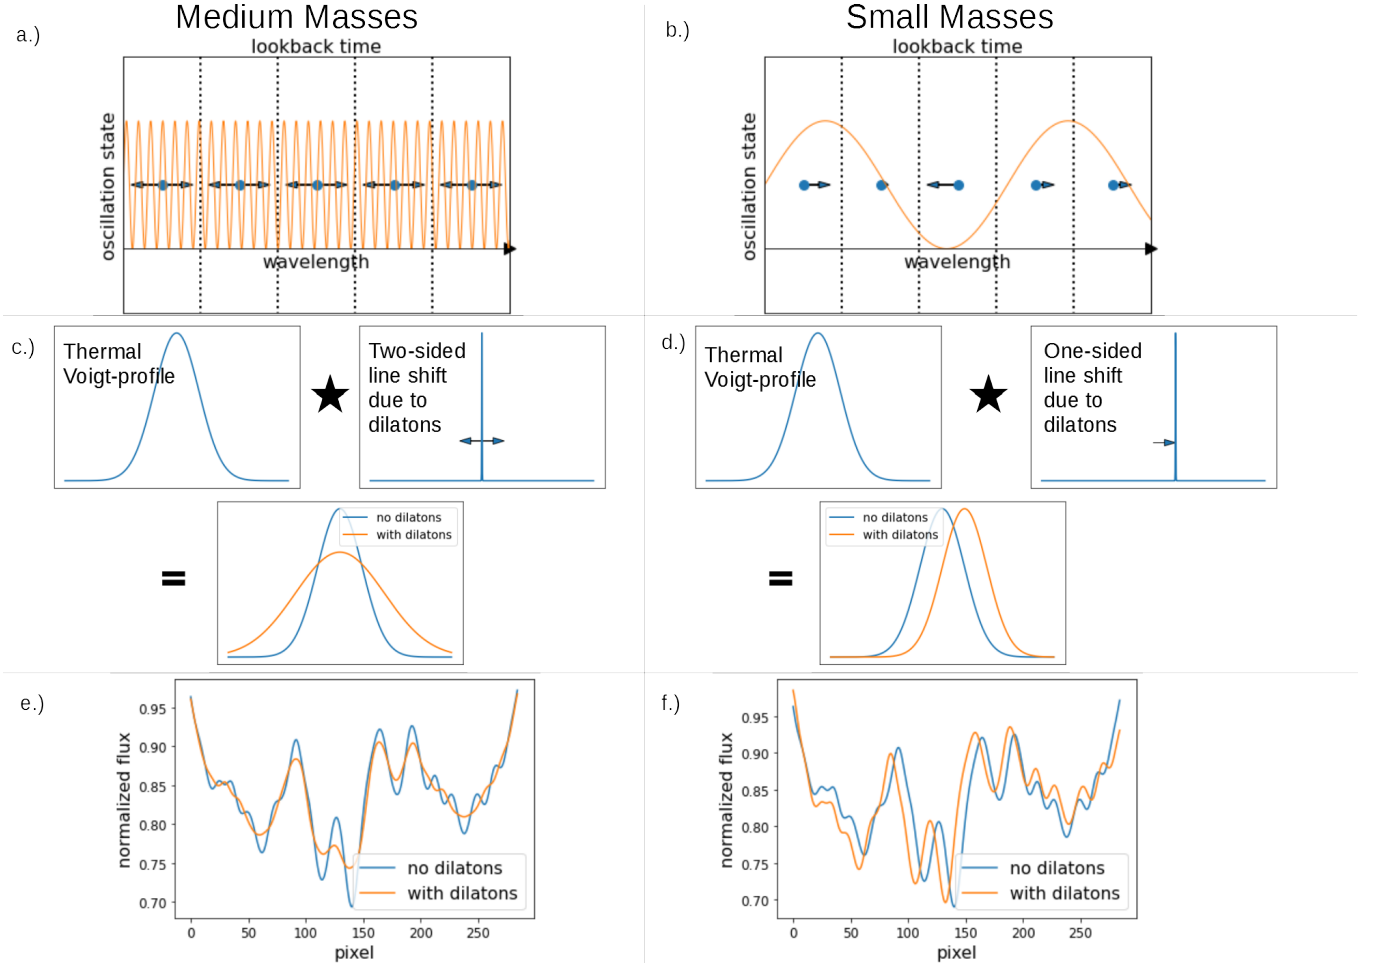 Medium Masses
Small Masses
a.)
lookback time
oscillation state
wavelength
b.)
lookback time
oscillation state
wavelength
c.)
Thermal
Voigt-profile
Two-sided
line shift
due to
dilatons
no dilatons
with dilatons
=
d.)
Thermal
Voigt-profile
One-sided
line shift
due to
dilatons
no dilatons
with dilatons
=
e.)
normalized flux
0.95
0.90
0.85
0.80
0.75
0.70
no dilatons
with dilatons
0 50 100 150 200 250
pixel
f.)
normalized flux
0.95
0.90
0.85
0.80
0.75
0.70
no dilatons
with dilatons
0 50 100 150 200 250
pixel